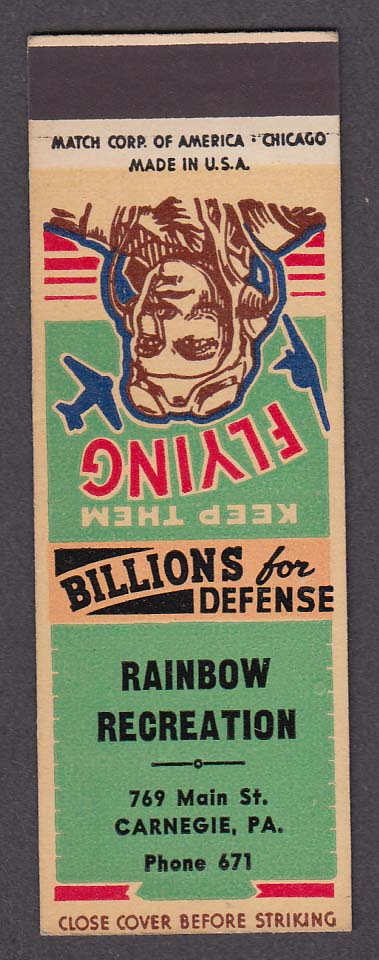 MATCH CORP. OF AMERICA · CHICAGO
MADE IN U.S.A.
KEEP THEM
FLYING
BILLIONS for
DEFENSE
RAINBOW
RECREATION
769 Main St.
CARNEGIE, PA.
Phone 671
CLOSE COVER BEFORE STRIKING